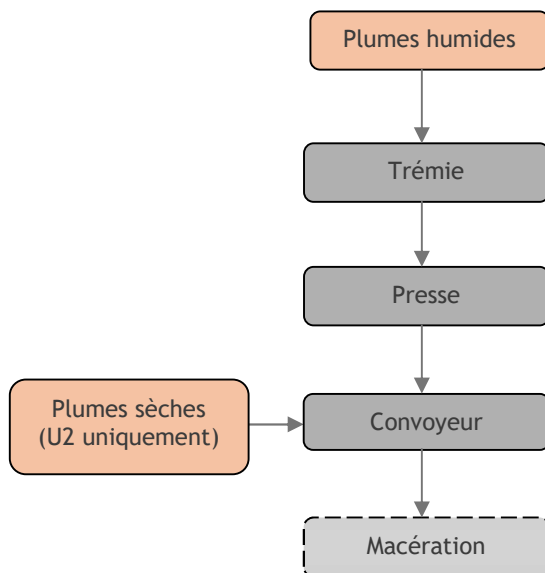 Plumes humides
Trémie
Presse
Plumes sèches
(U2 uniquement)
Convoyeur
Macération